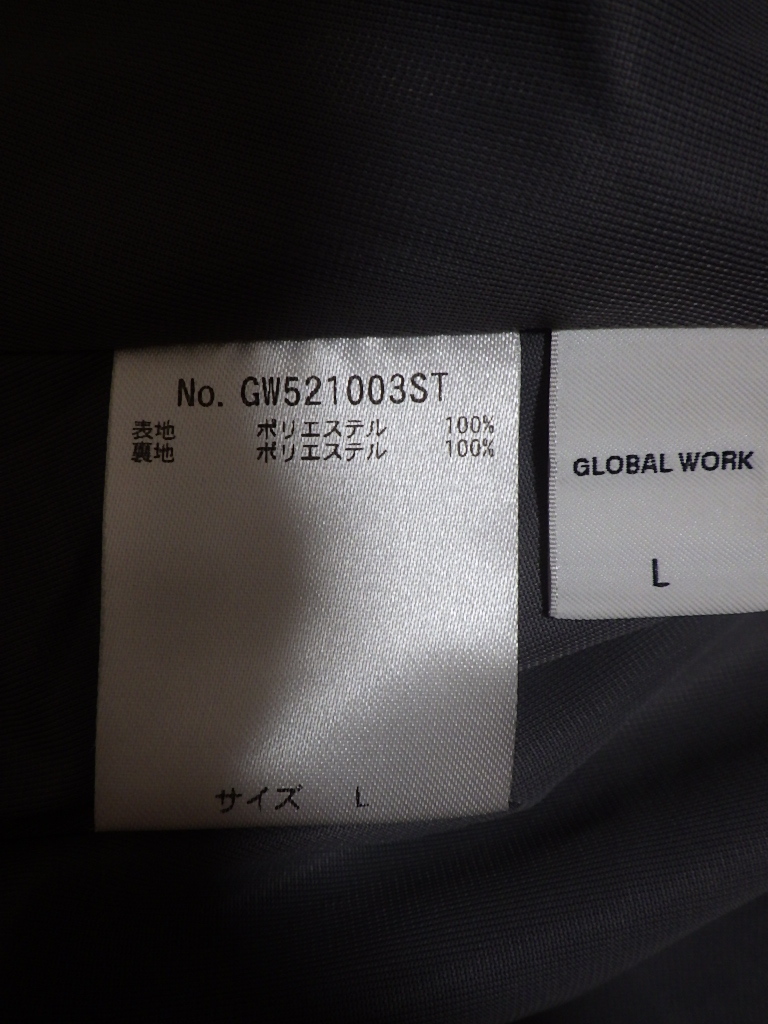 No. GW521003ST
表地 ポリエステル 100%
裏地 ポリエステル 100%
サイズ L
GLOBAL WORK
L